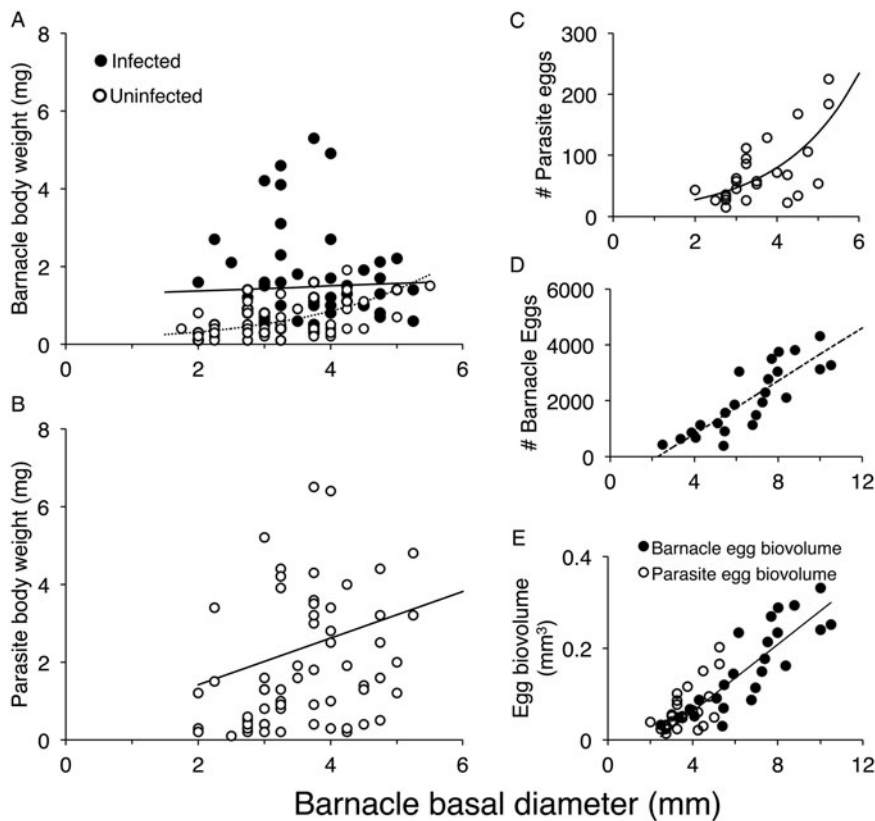 A
8
6
4
2
0
Barnacle body weight (mg)
Infected
Uninfected
0
2
4
6
B
8
6
4
2
0
Parasite body weight (mg)
0
2
4
6
C
300
200
100
0
# Parasite eggs
0
2
4
6
D
6000
4000
2000
0
# Barnacle Eggs
0
4
8
12
E
0.4
0.2
0
Egg biovolume
(mm³)
Barnacle egg biovolume
Parasite egg biovolume
0
4
8
12
Barnacle basal diameter (mm)